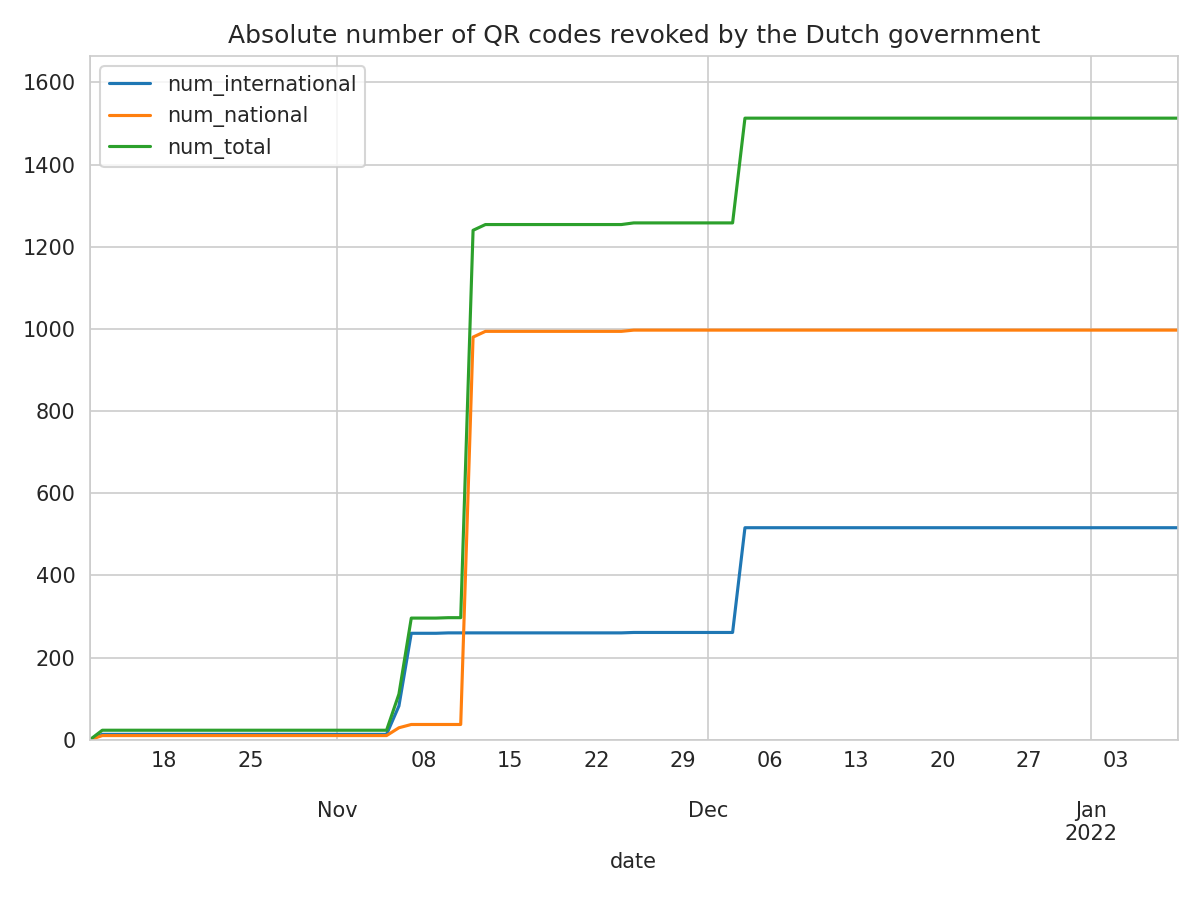 Absolute number of QR codes revoked by the Dutch government
num_international
num_national
num_total
1600
1400
1200
1000
800
600
400
200
0
18 25 08 15 22 29 06 13 20 27 03
Nov Dec Jan
2022
date